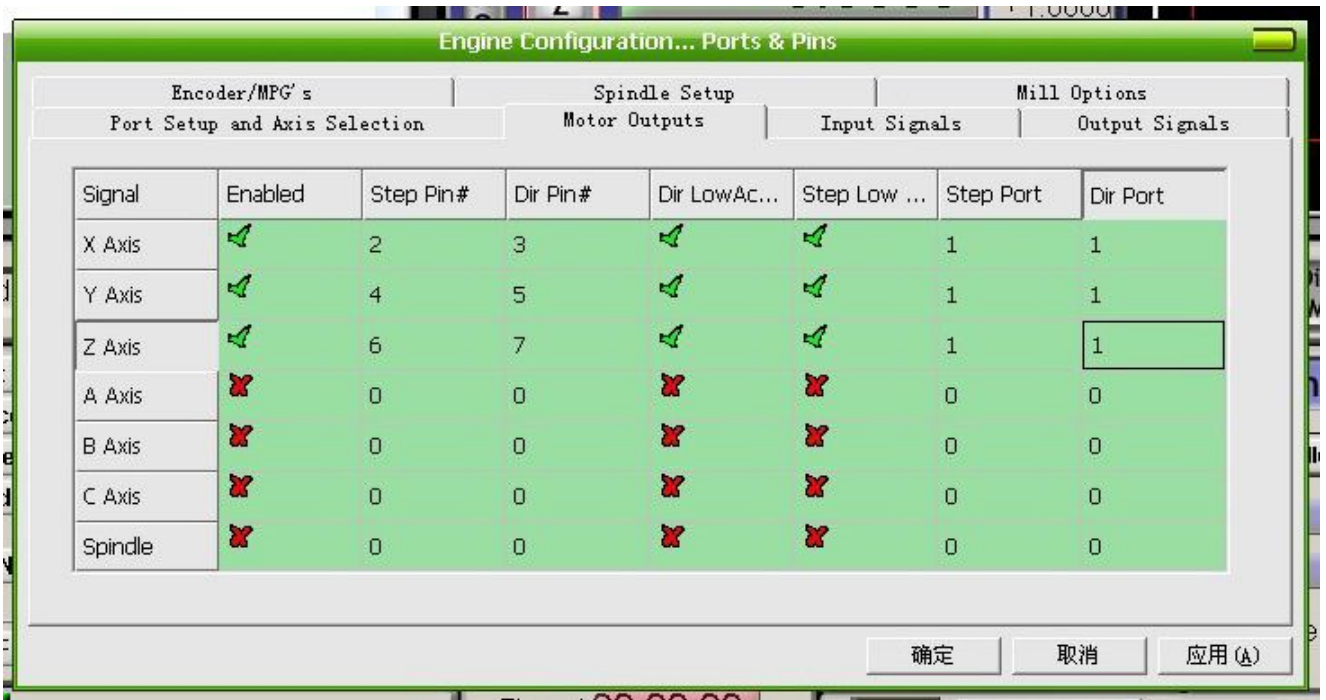 Engine Configuration... Ports & Pins
Encoder/MPG's Spindle Setup Mill Options
Port Setup and Axis Selection Motor Outputs Input Signals Output Signals
Signal Enabled Step Pin# Dir Pin# Dir LowAc... Step Low ... Step Port Dir Port
X Axis 2 3 1 1
Y Axis 4 5 1 1
Z Axis 6 7 1 1
A Axis 0 0 0 0
B Axis 0 0 0 0
C Axis 0 0 0 0
Spindle 0 0 0 0
确定 取消 应用(A)